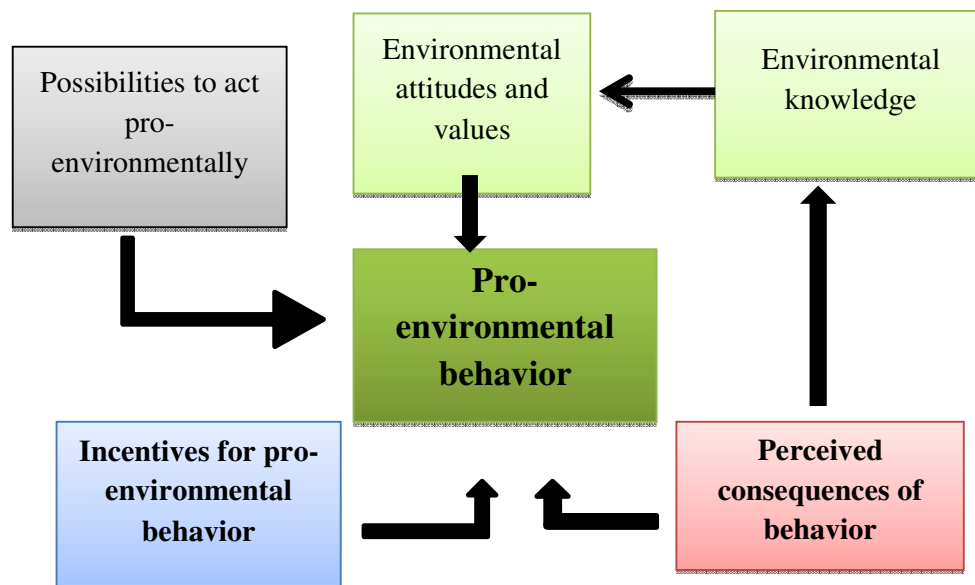 Possibilities to act
pro-
environmentally
Environmental
attitudes and
values
Environmental
knowledge
Pro-
environmental
behavior
Incentives for pro-
environmental
behavior
Perceived
consequences of
behavior